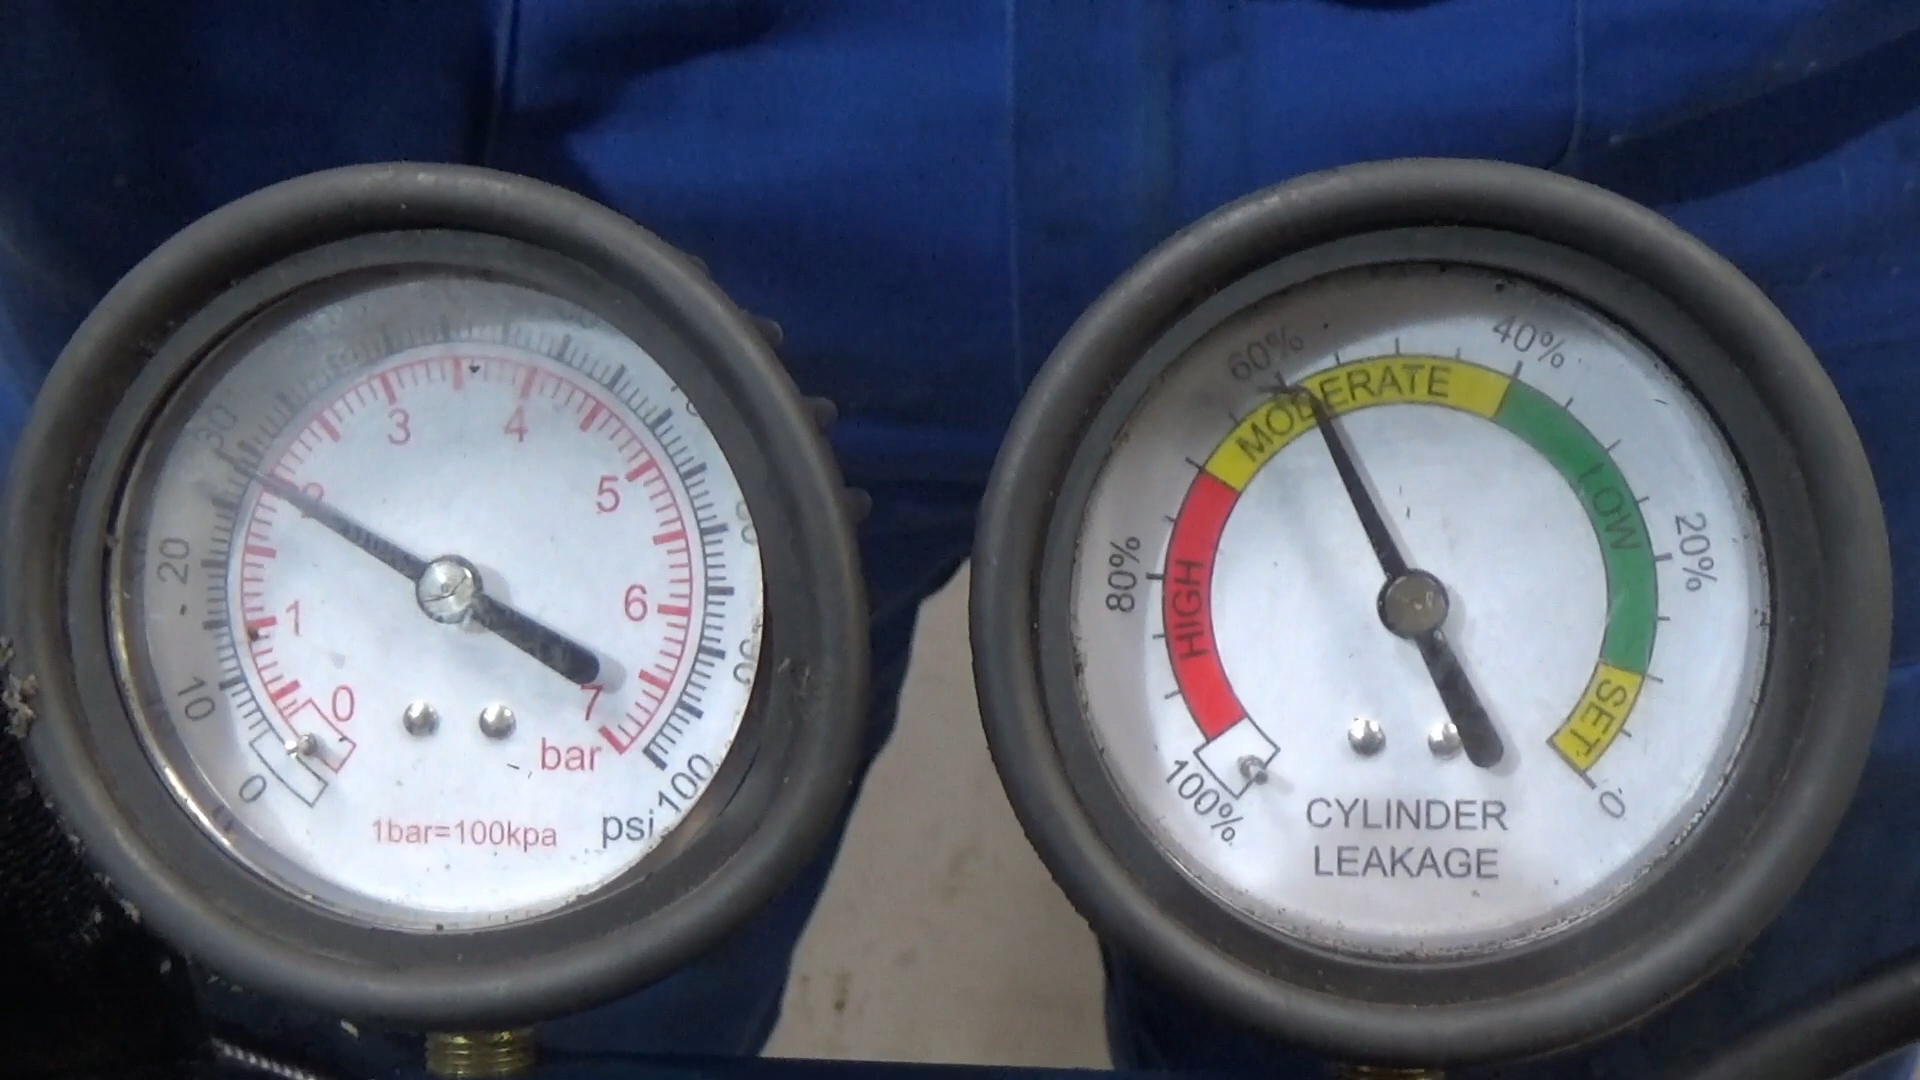 30
20
10
0
3
4
2
5
1
6
0
7
bar
1bar=100kpa
psi
100
60%
40%
MODERATE
80%
HIGH
LOW
20%
SET
100%
0
CYLINDER
LEAKAGE